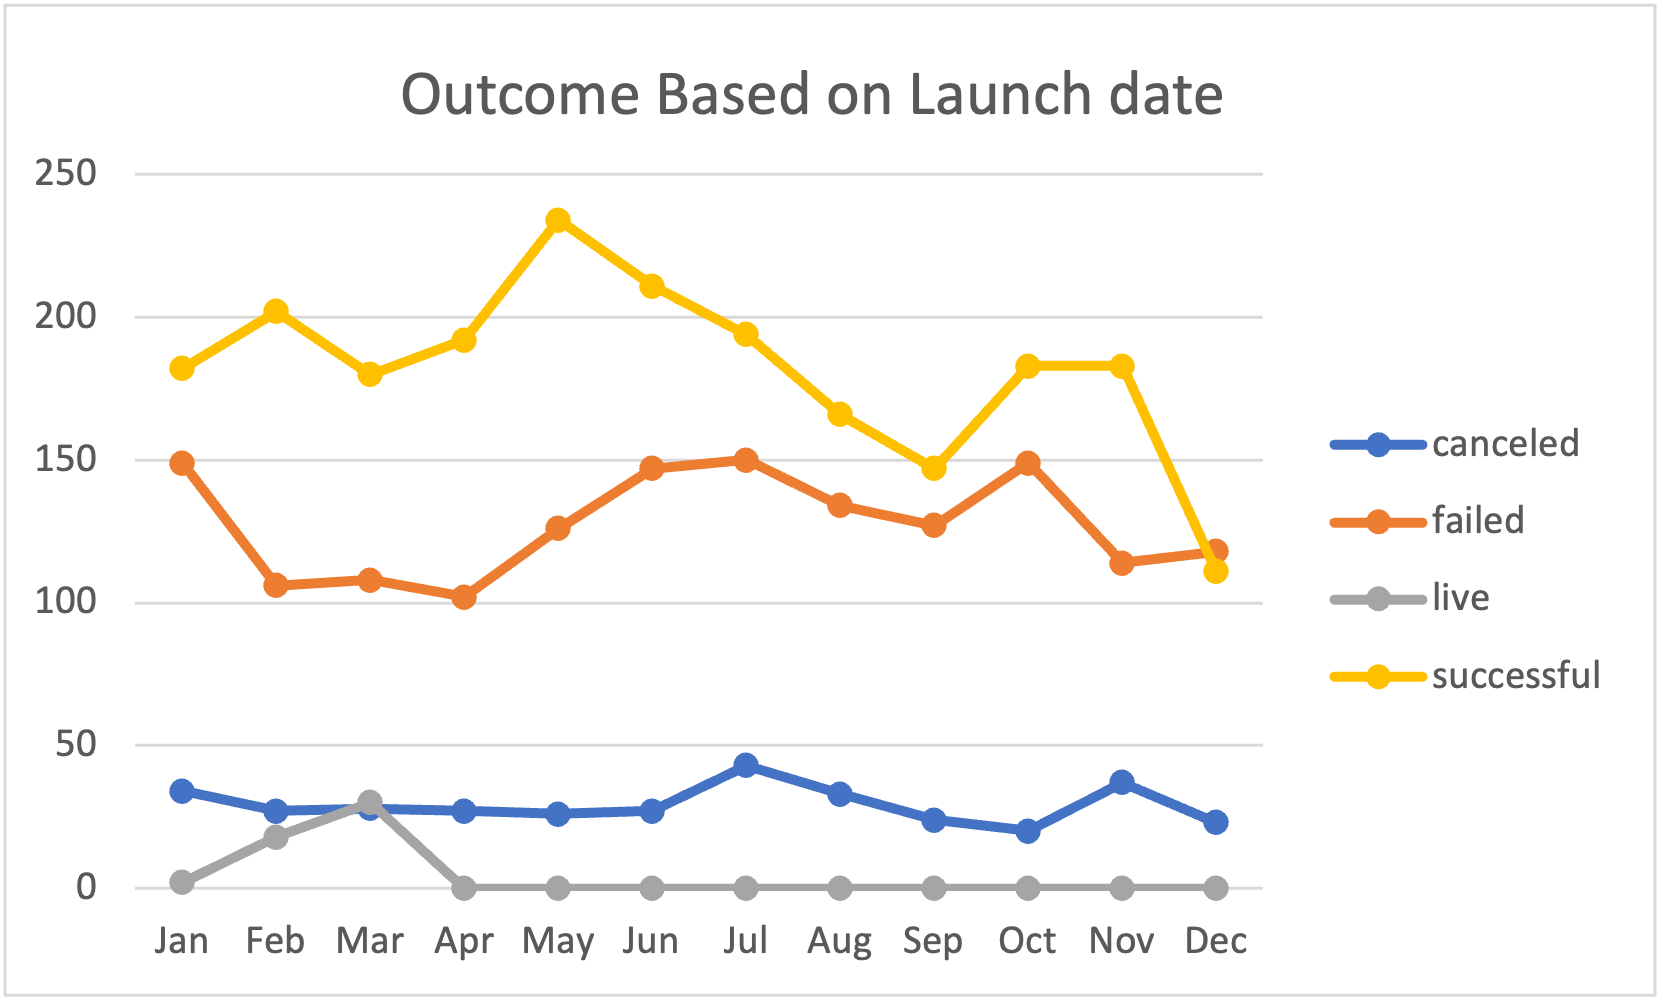 Outcome Based on Launch date
250
200
150
100
50
0
Jan Feb Mar Apr May Jun Jul Aug Sep Oct Nov Dec
canceled
failed
live
successful